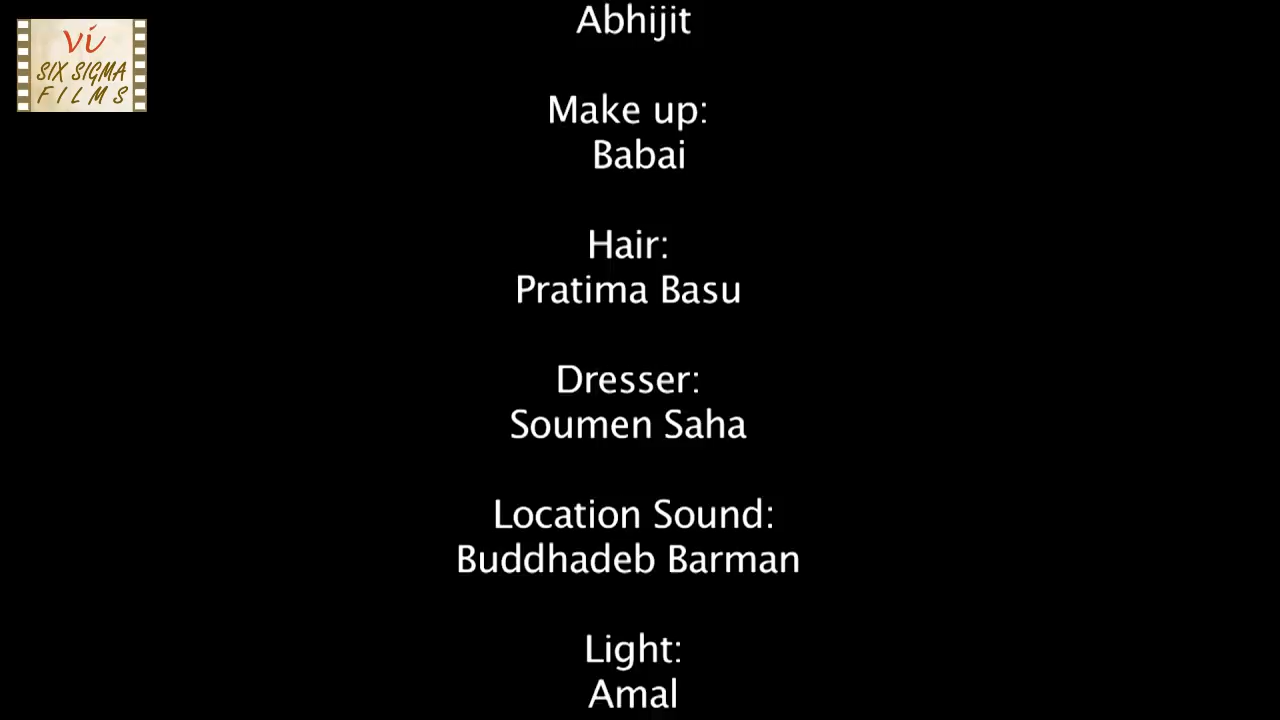 vi
SIX SIGMA
FILMS
Abhijit
Make up:
Babai
Hair:
Pratima Basu
Dresser:
Soumen Saha
Location Sound:
Buddhadeb Barman
Light:
Amal